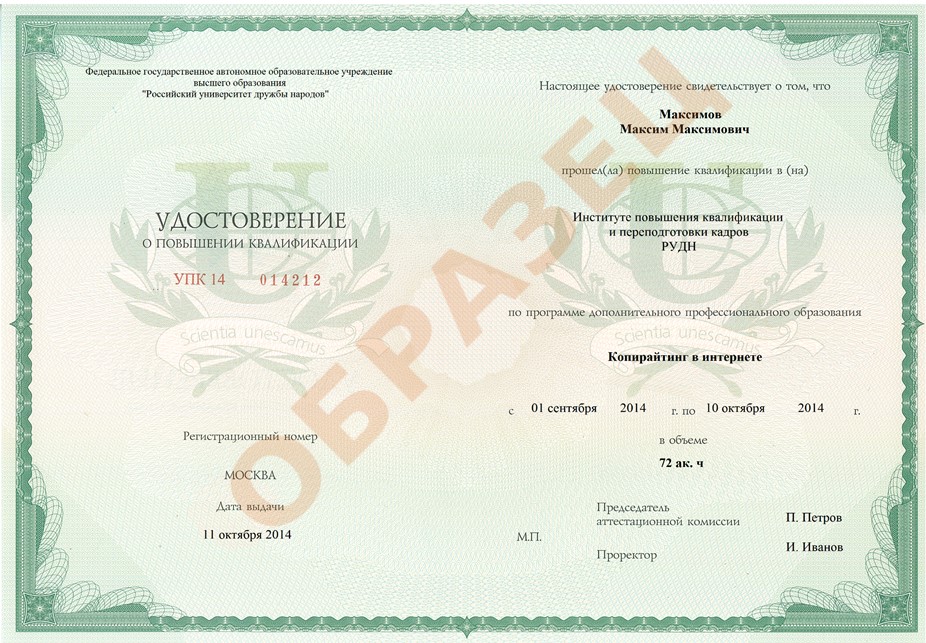 Федеральное государственное автономное образовательное учреждение
высшего образования
"Российский университет дружбы народов"
УДОСТОВЕРЕНИЕ
О ПОВЫШЕНИИ КВАЛИФИКАЦИИ
УПК 14 014212
Scientia unescamus
Регистрационный номер
МОСКВА
Дата выдачи
11 октября 2014
Настоящее удостоверение свидетельствует о том, что
Максимов
Максим Максимович
прошел(ла) повышение квалификации в (на)
Институте повышения квалификации
и переподготовки кадров
РУДН
по программе дополнительного профессионального образования
Scientia unescamus
Копирайтинг в интернете
с 01 сентября 2014 г. по 10 октября 2014 г.
в объеме
72 ак. ч
Председатель
аттестационной комиссии П. Петров
М.П.
Проректор И. Иванов
ОБРАЗЕЦ